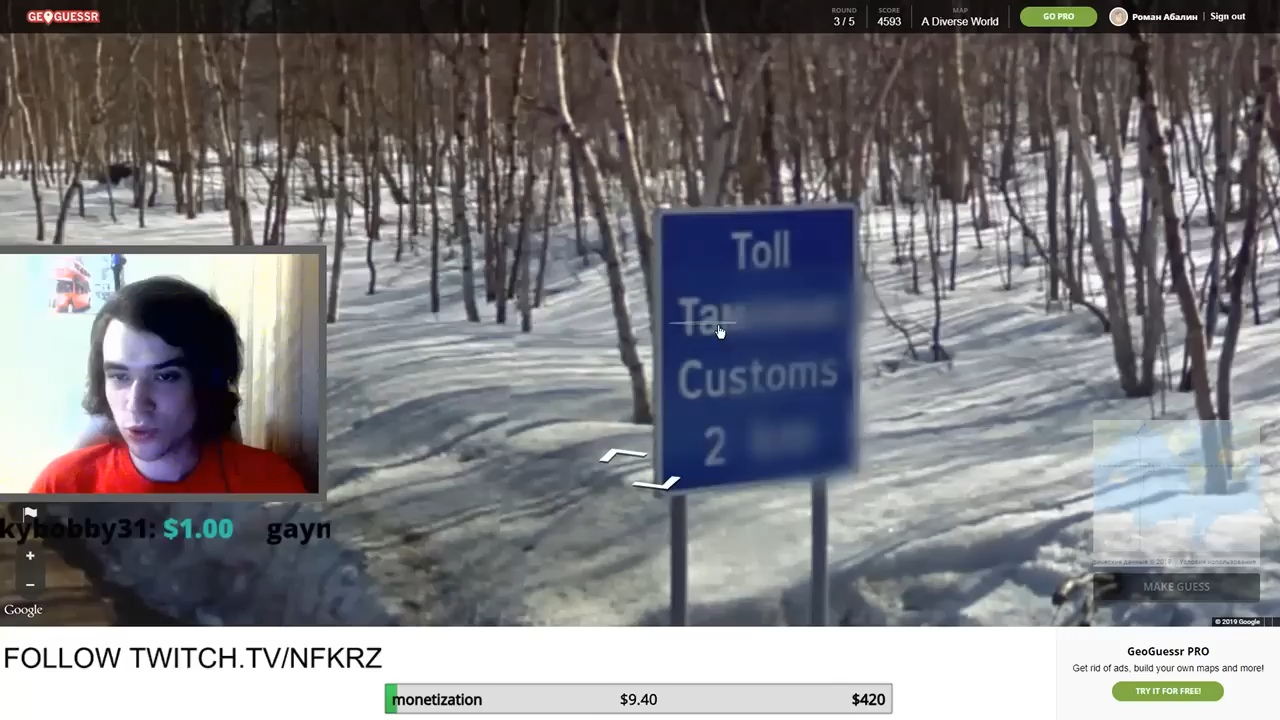 GEOGUESSR
ROUND
3 / 5
SCORE
4593
MAP
A Diverse World
GO PRO
Роман Абалин
Sign out
Toll
Customs
2
kybobby31: $1.00 gayn
Google
MAKE GUESS
© 2019 Google
FOLLOW TWITCH.TV/NFKRZ
monetization
$9.40
$420
GeoGuessr PRO
Get rid of ads, build your own maps and more!
TRY IT FOR FREE!